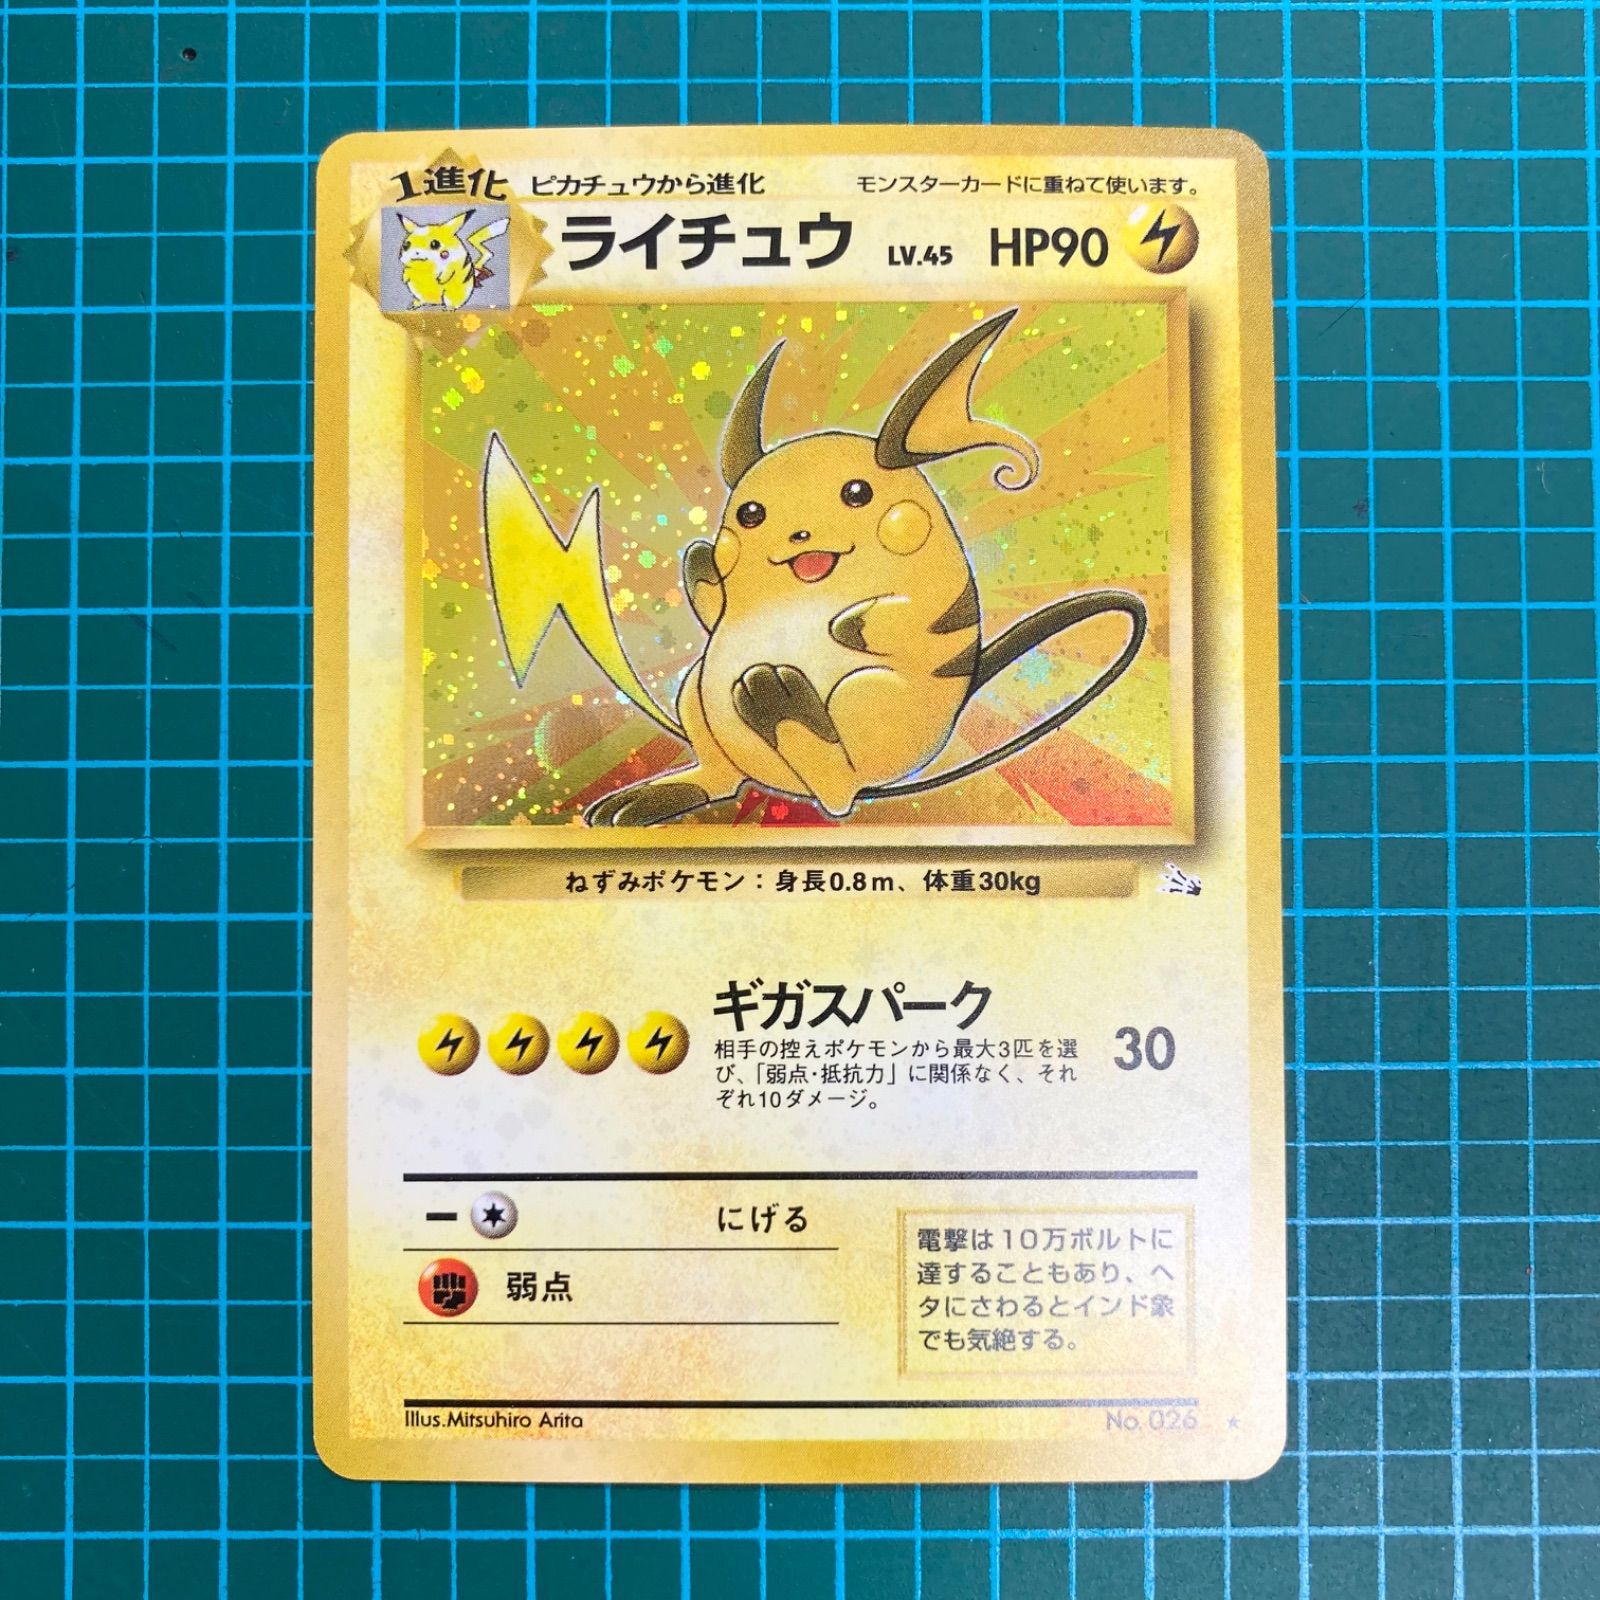 1進化 ピカチュウから進化 モンスターカードに重ねて使います。
ライチュウ LV.45 HP90
ねずみポケモン：身長0.8m、体重30kg
ギガスパーク
30
相手の控えポケモンから最大3匹を選
び、「弱点・抵抗力」に関係なく、それ
ぞれ10ダメージ。
ー にげる
弱点
電撃は10万ボルトに
達することもあり、ヘ
タにさわるとインド象
でも気絶する。
Illus.Mitsuhiro Arita
No. 026 ★